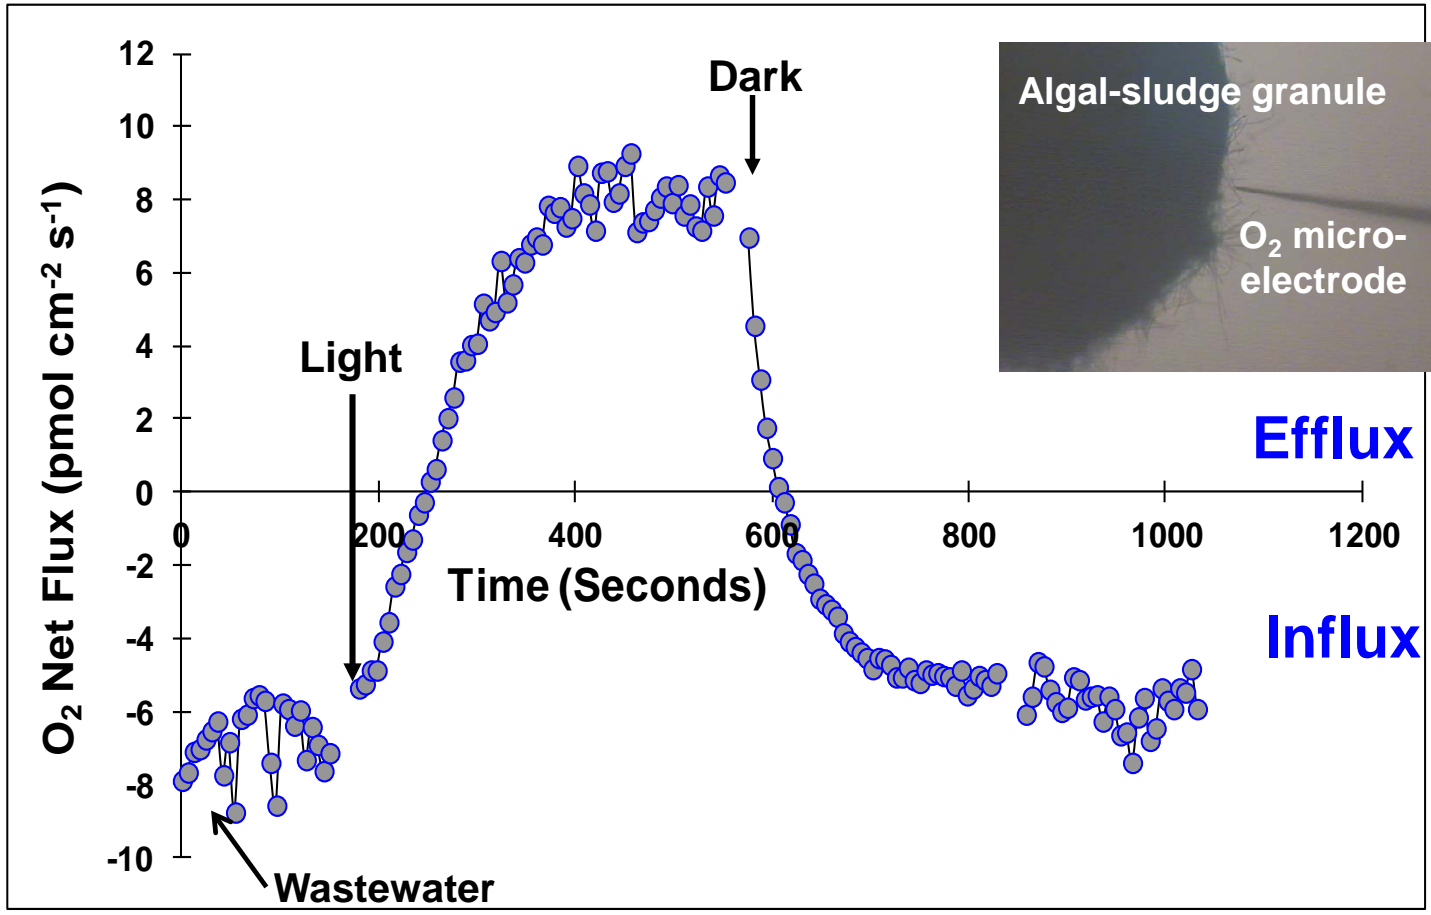 12
10
8
6
4
2
0
-2
-4
-6
-8
-10
O₂ Net Flux (pmol cm⁻² s⁻¹)
0 200 400 600 800 1000 1200
Time (Seconds)
Light
Dark
Wastewater
Algal-sludge granule
O₂ micro-
electrode
Efflux
Influx